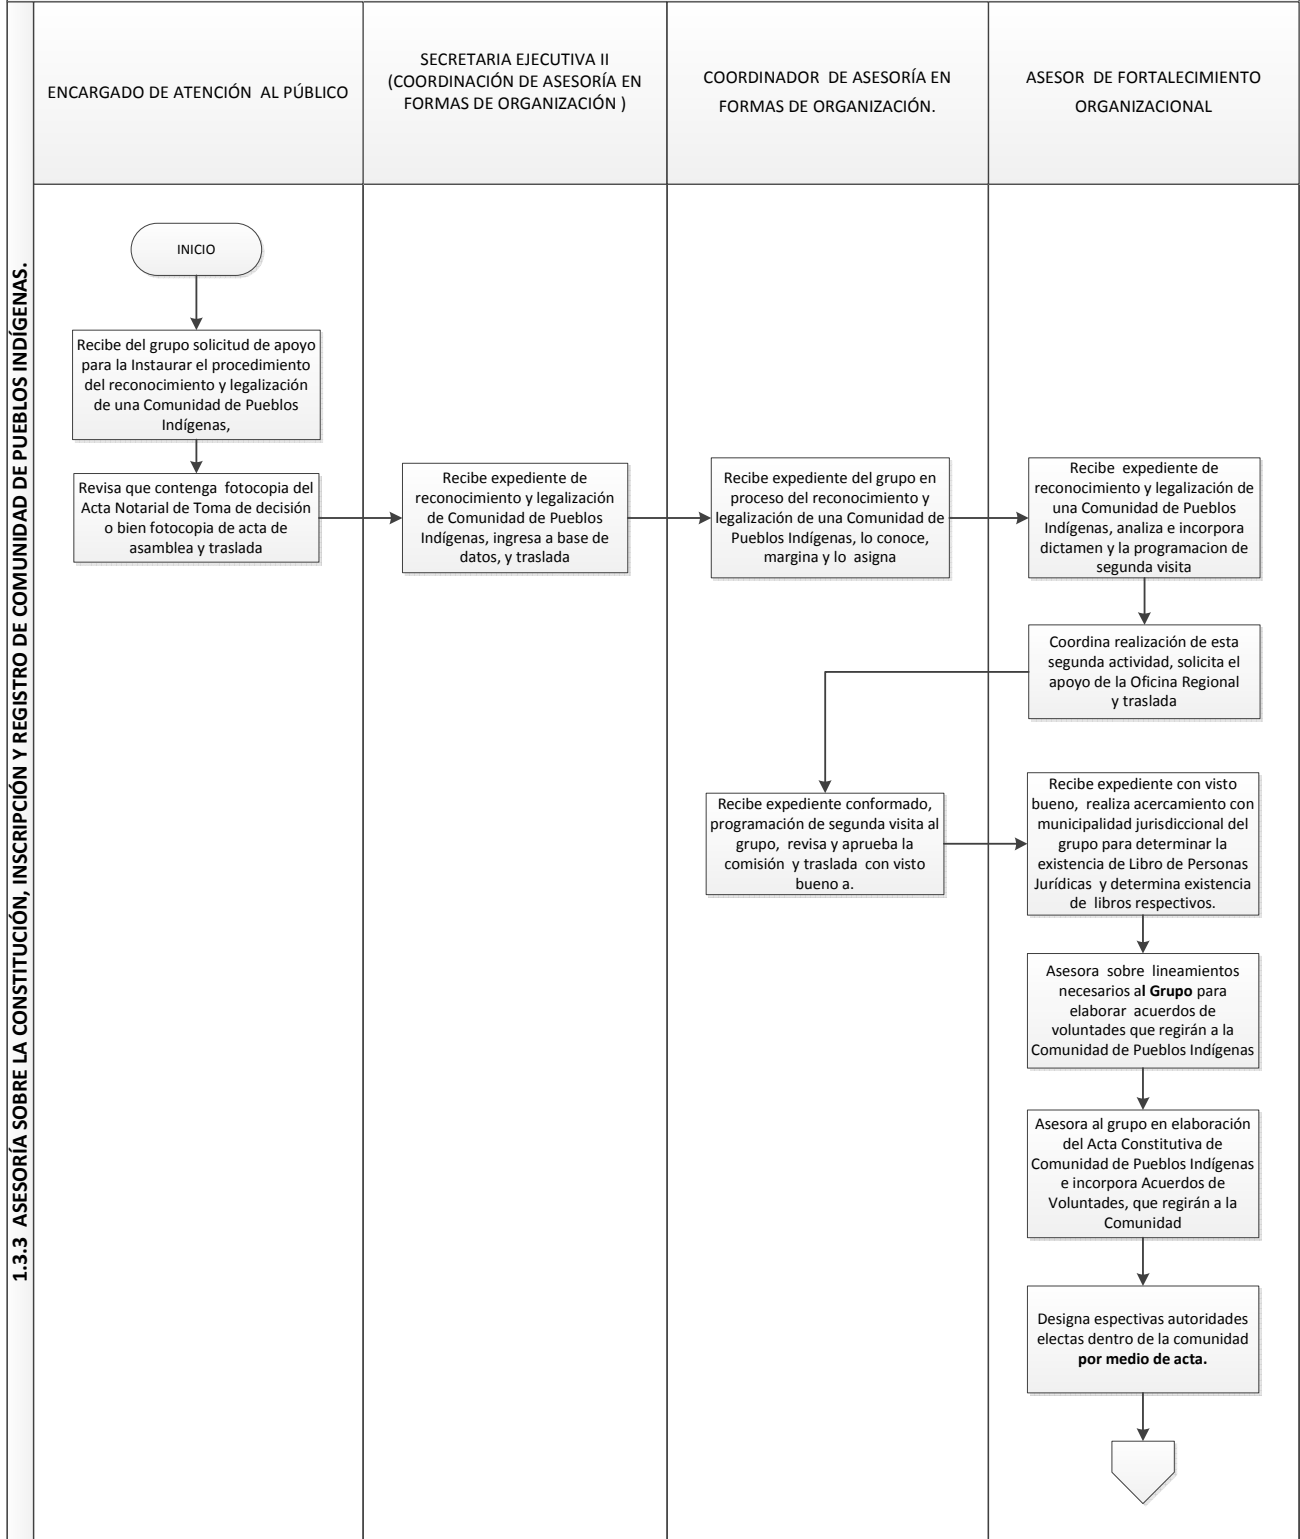 1.3.3 ASESORÍA SOBRE LA CONSTITUCIÓN, INSCRIPCIÓN Y REGISTRO DE COMUNIDAD DE PUEBLOS INDÍGENAS.
ENCARGADO DE ATENCIÓN AL PÚBLICO
SECRETARIA EJECUTIVA II
(COORDINACIÓN DE ASESORÍA EN
FORMAS DE ORGANIZACIÓN )
COORDINADOR DE ASESORÍA EN
FORMAS DE ORGANIZACIÓN.
ASESOR DE FORTALECIMIENTO
ORGANIZACIONAL
INICIO
Recibe del grupo solicitud de apoyo
para la Instaurar el procedimiento
del reconocimiento y legalización
de una Comunidad de Pueblos
Indígenas,
Revisa que contenga fotocopia del
Acta Notarial de Toma de decisión
o bien fotocopia de acta de
asamblea y traslada
Recibe expediente de
reconocimiento y legalización
de Comunidad de Pueblos
Indígenas, ingresa a base de
datos, y traslada
Recibe expediente del grupo en
proceso del reconocimiento y
legalización de una Comunidad de
Pueblos Indígenas, lo conoce,
margina y lo asigna
Recibe expediente de
reconocimiento y legalización de
una Comunidad de Pueblos
Indígenas, analiza e incorpora
dictamen y la programacion de
segunda visita
Coordina realización de esta
segunda actividad, solicita el
apoyo de la Oficina Regional
y traslada
Recibe expediente conformado,
programación de segunda visita al
grupo, revisa y aprueba la
comisión y traslada con visto
bueno a.
Recibe expediente con visto
bueno, realiza acercamiento con
municipalidad jurisdiccional del
grupo para determinar la
existencia de Libro de Personas
Jurídicas y determina existencia
de libros respectivos.
Asesora sobre lineamientos
necesarios al Grupo para
elaborar acuerdos de
voluntades que regirán a la
Comunidad de Pueblos Indígenas
Asesora al grupo en elaboración
del Acta Constitutiva de
Comunidad de Pueblos Indígenas
e incorpora Acuerdos de
Voluntades, que regirán a la
Comunidad
Designa espectivas autoridades
electas dentro de la comunidad
por medio de acta.